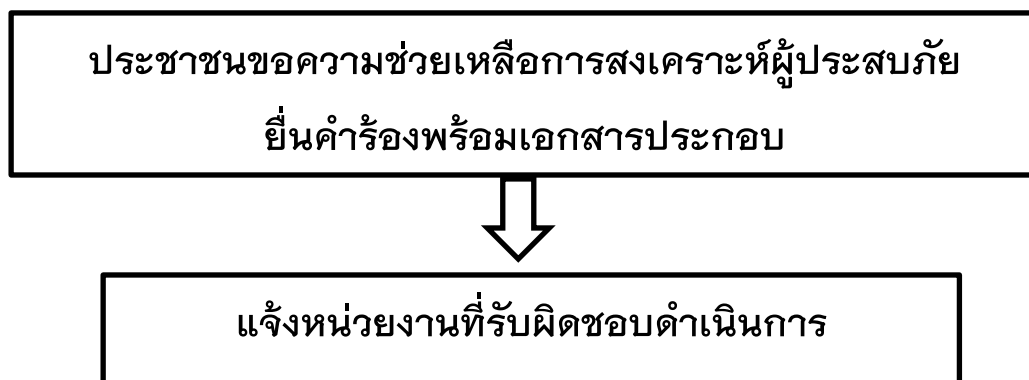 ประชาชนขอความช่วยเหลือการสงเคราะห์ผู้ประสบภัย
ยื่นคำร้องพร้อมเอกสารประกอบ
แจ้งหน่วยงานที่รับผิดชอบดำเนินการ